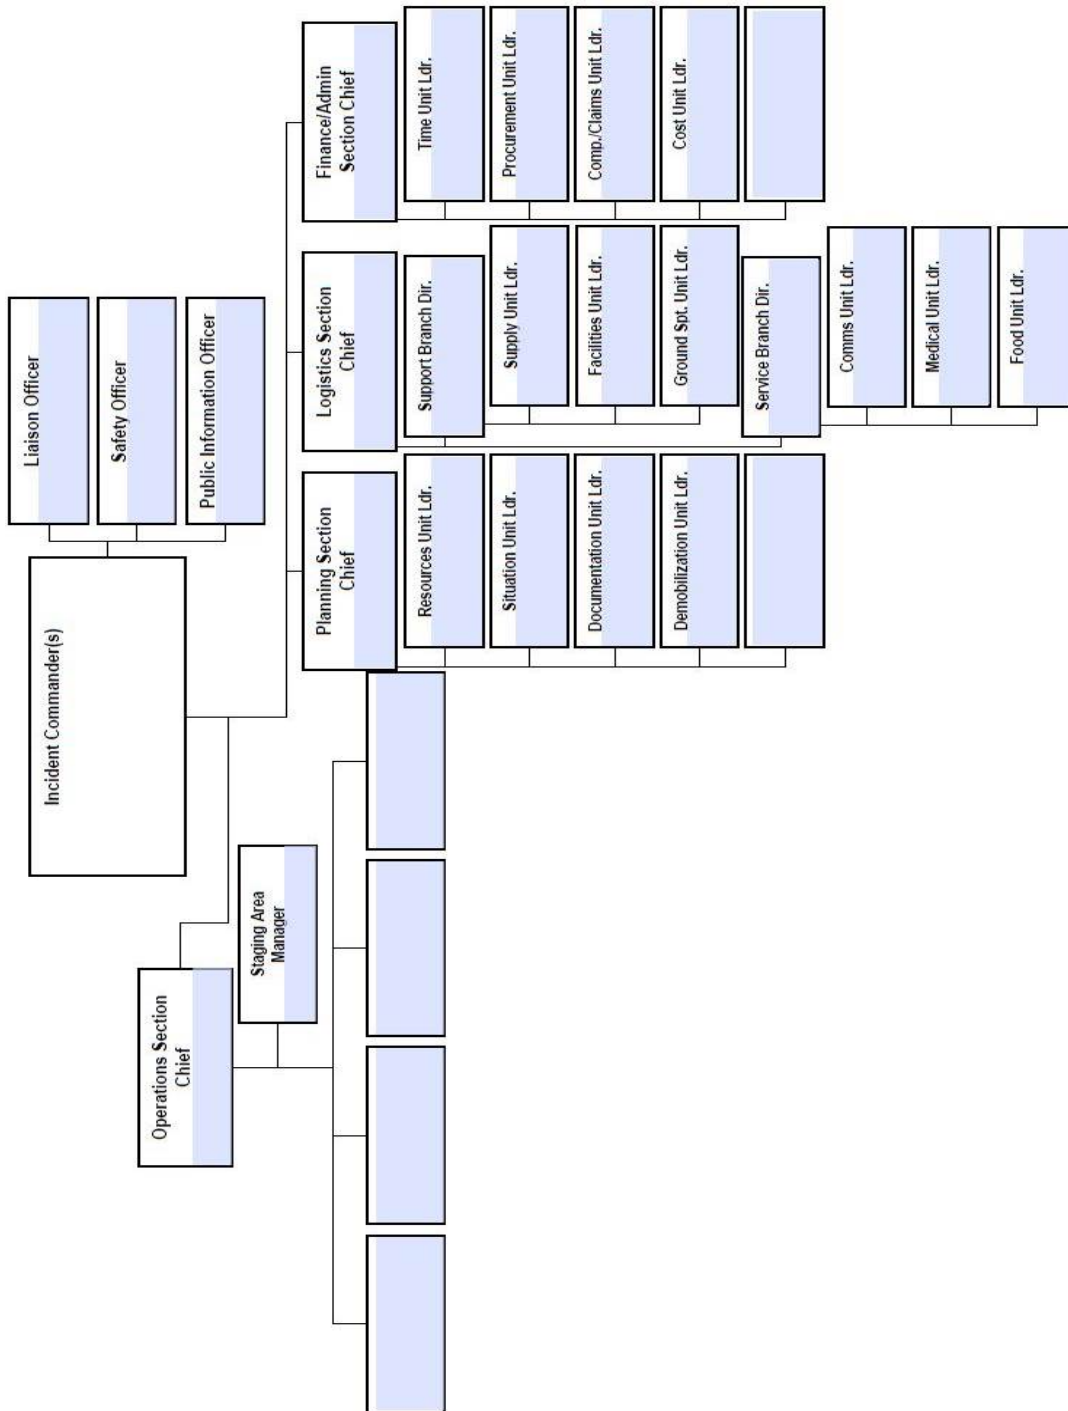 Incident Commander(s)
Liaison Officer
Safety Officer
Public Information Officer
Operations Section
Chief
Staging Area
Manager
Planning Section
Chief
Resources Unit Ldr.
Situation Unit Ldr.
Documentation Unit Ldr.
Demobilization Unit Ldr.
Logistics Section
Chief
Support Branch Dir.
Supply Unit Ldr.
Facilities Unit Ldr.
Ground Spt. Unit Ldr.
Service Branch Dir.
Comms Unit Ldr.
Medical Unit Ldr.
Food Unit Ldr.
Finance/Admin
Section Chief
Time Unit Ldr.
Procurement Unit Ldr.
Comp./Claims Unit Ldr.
Cost Unit Ldr.